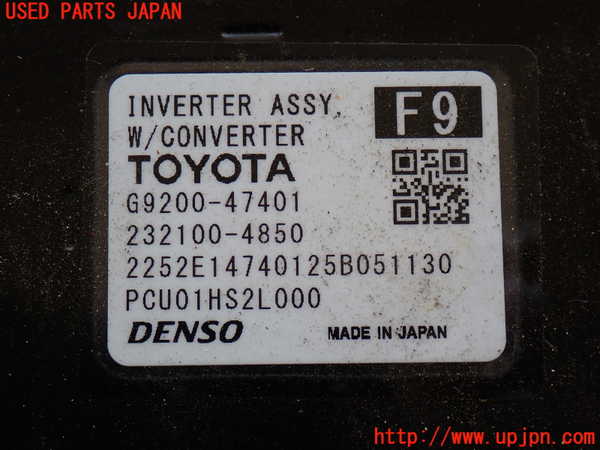 USED PARTS JAPAN
INVERTER ASSY,
W/CONVERTER
F9
TOYOTA
G9200-47401
232100-4850
2252E14740125B051130
PCU01HS2L000
DENSO
MADE IN JAPAN
www.upjpn.com